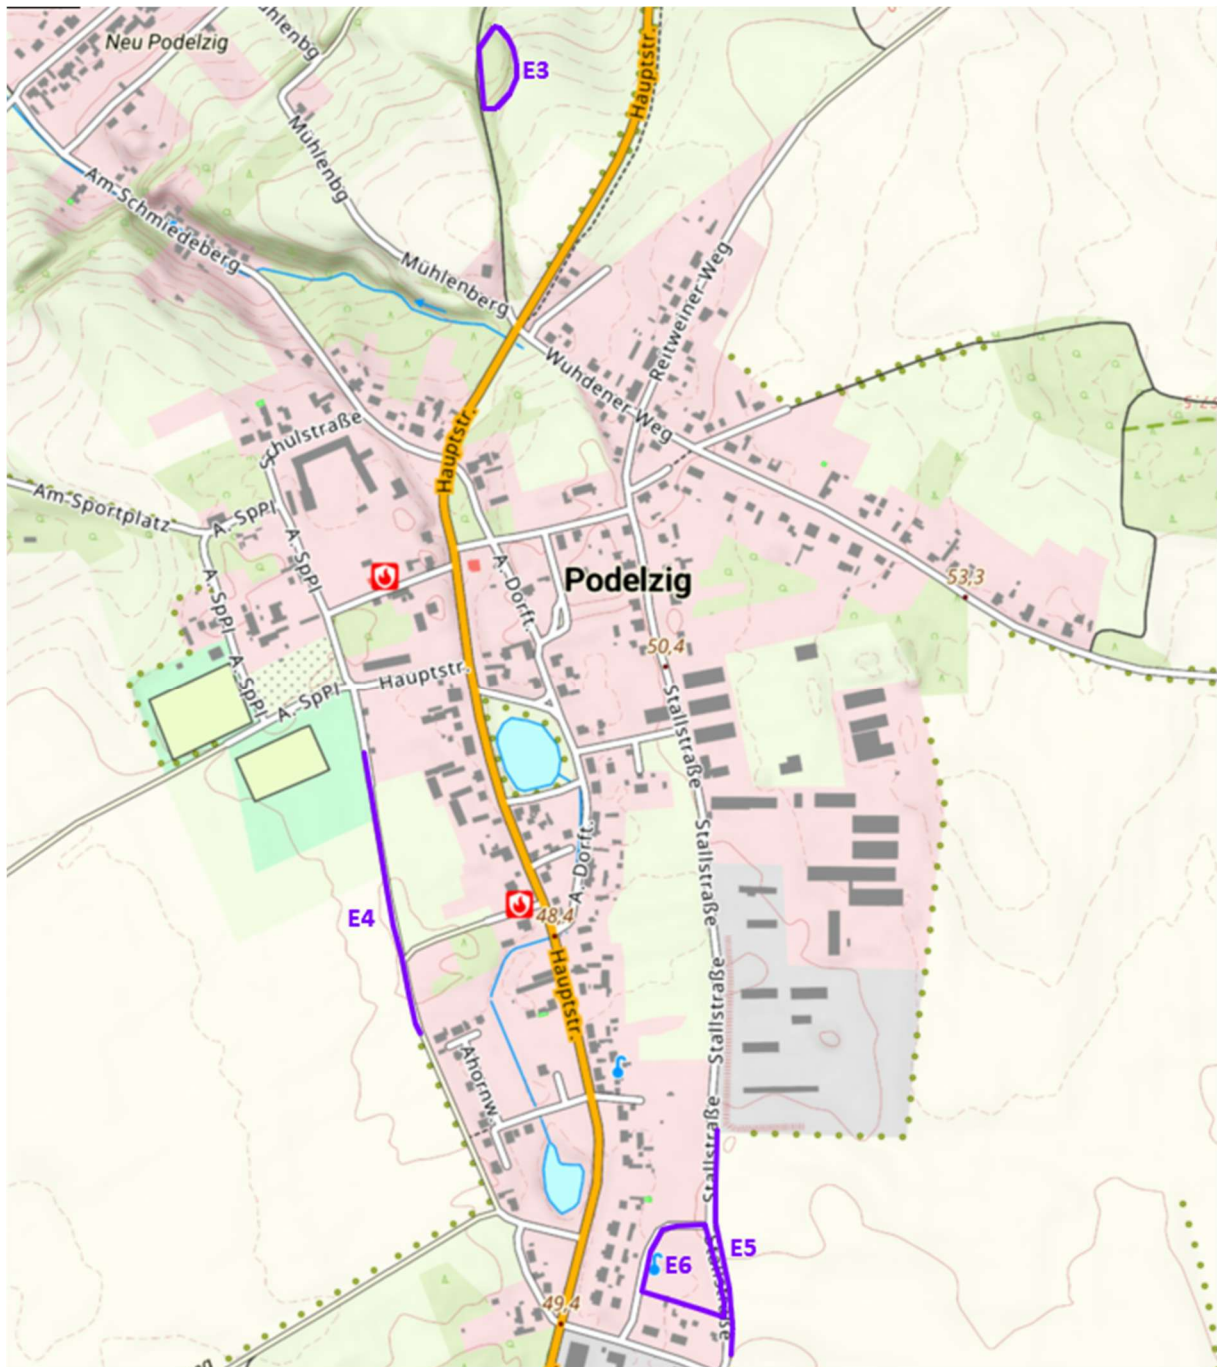 Neu Podelzig
Mühlenbg
Hauptstr.
E3
Am Schmiedeberg
Mühlenberg
Reitweiner Weg
Wuhdener Weg
Hauptstr.
Schulstraße
Am Sportplatz
A.-SpPl
A.-SpPl
A.-SpPl
A.-SpPl
A.-SpPl
A. Dorft.
Podelzig
53,3
50,4
Hauptstr.
Stallstraße
Stallstraße
A. Dorft.
E4
48,4
Hauptstr.
Stallstraße
Ahornw.
Stallstraße
E5
E6
Stallstraße
49,4